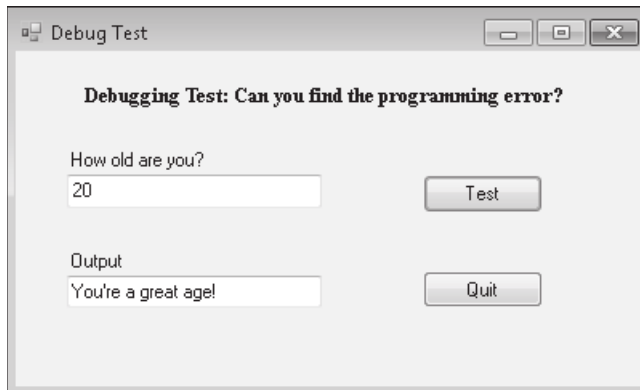 Debug Test
Debugging Test: Can you find the programming error?
How old are you?
20
Test
Output
You're a great age!
Quit